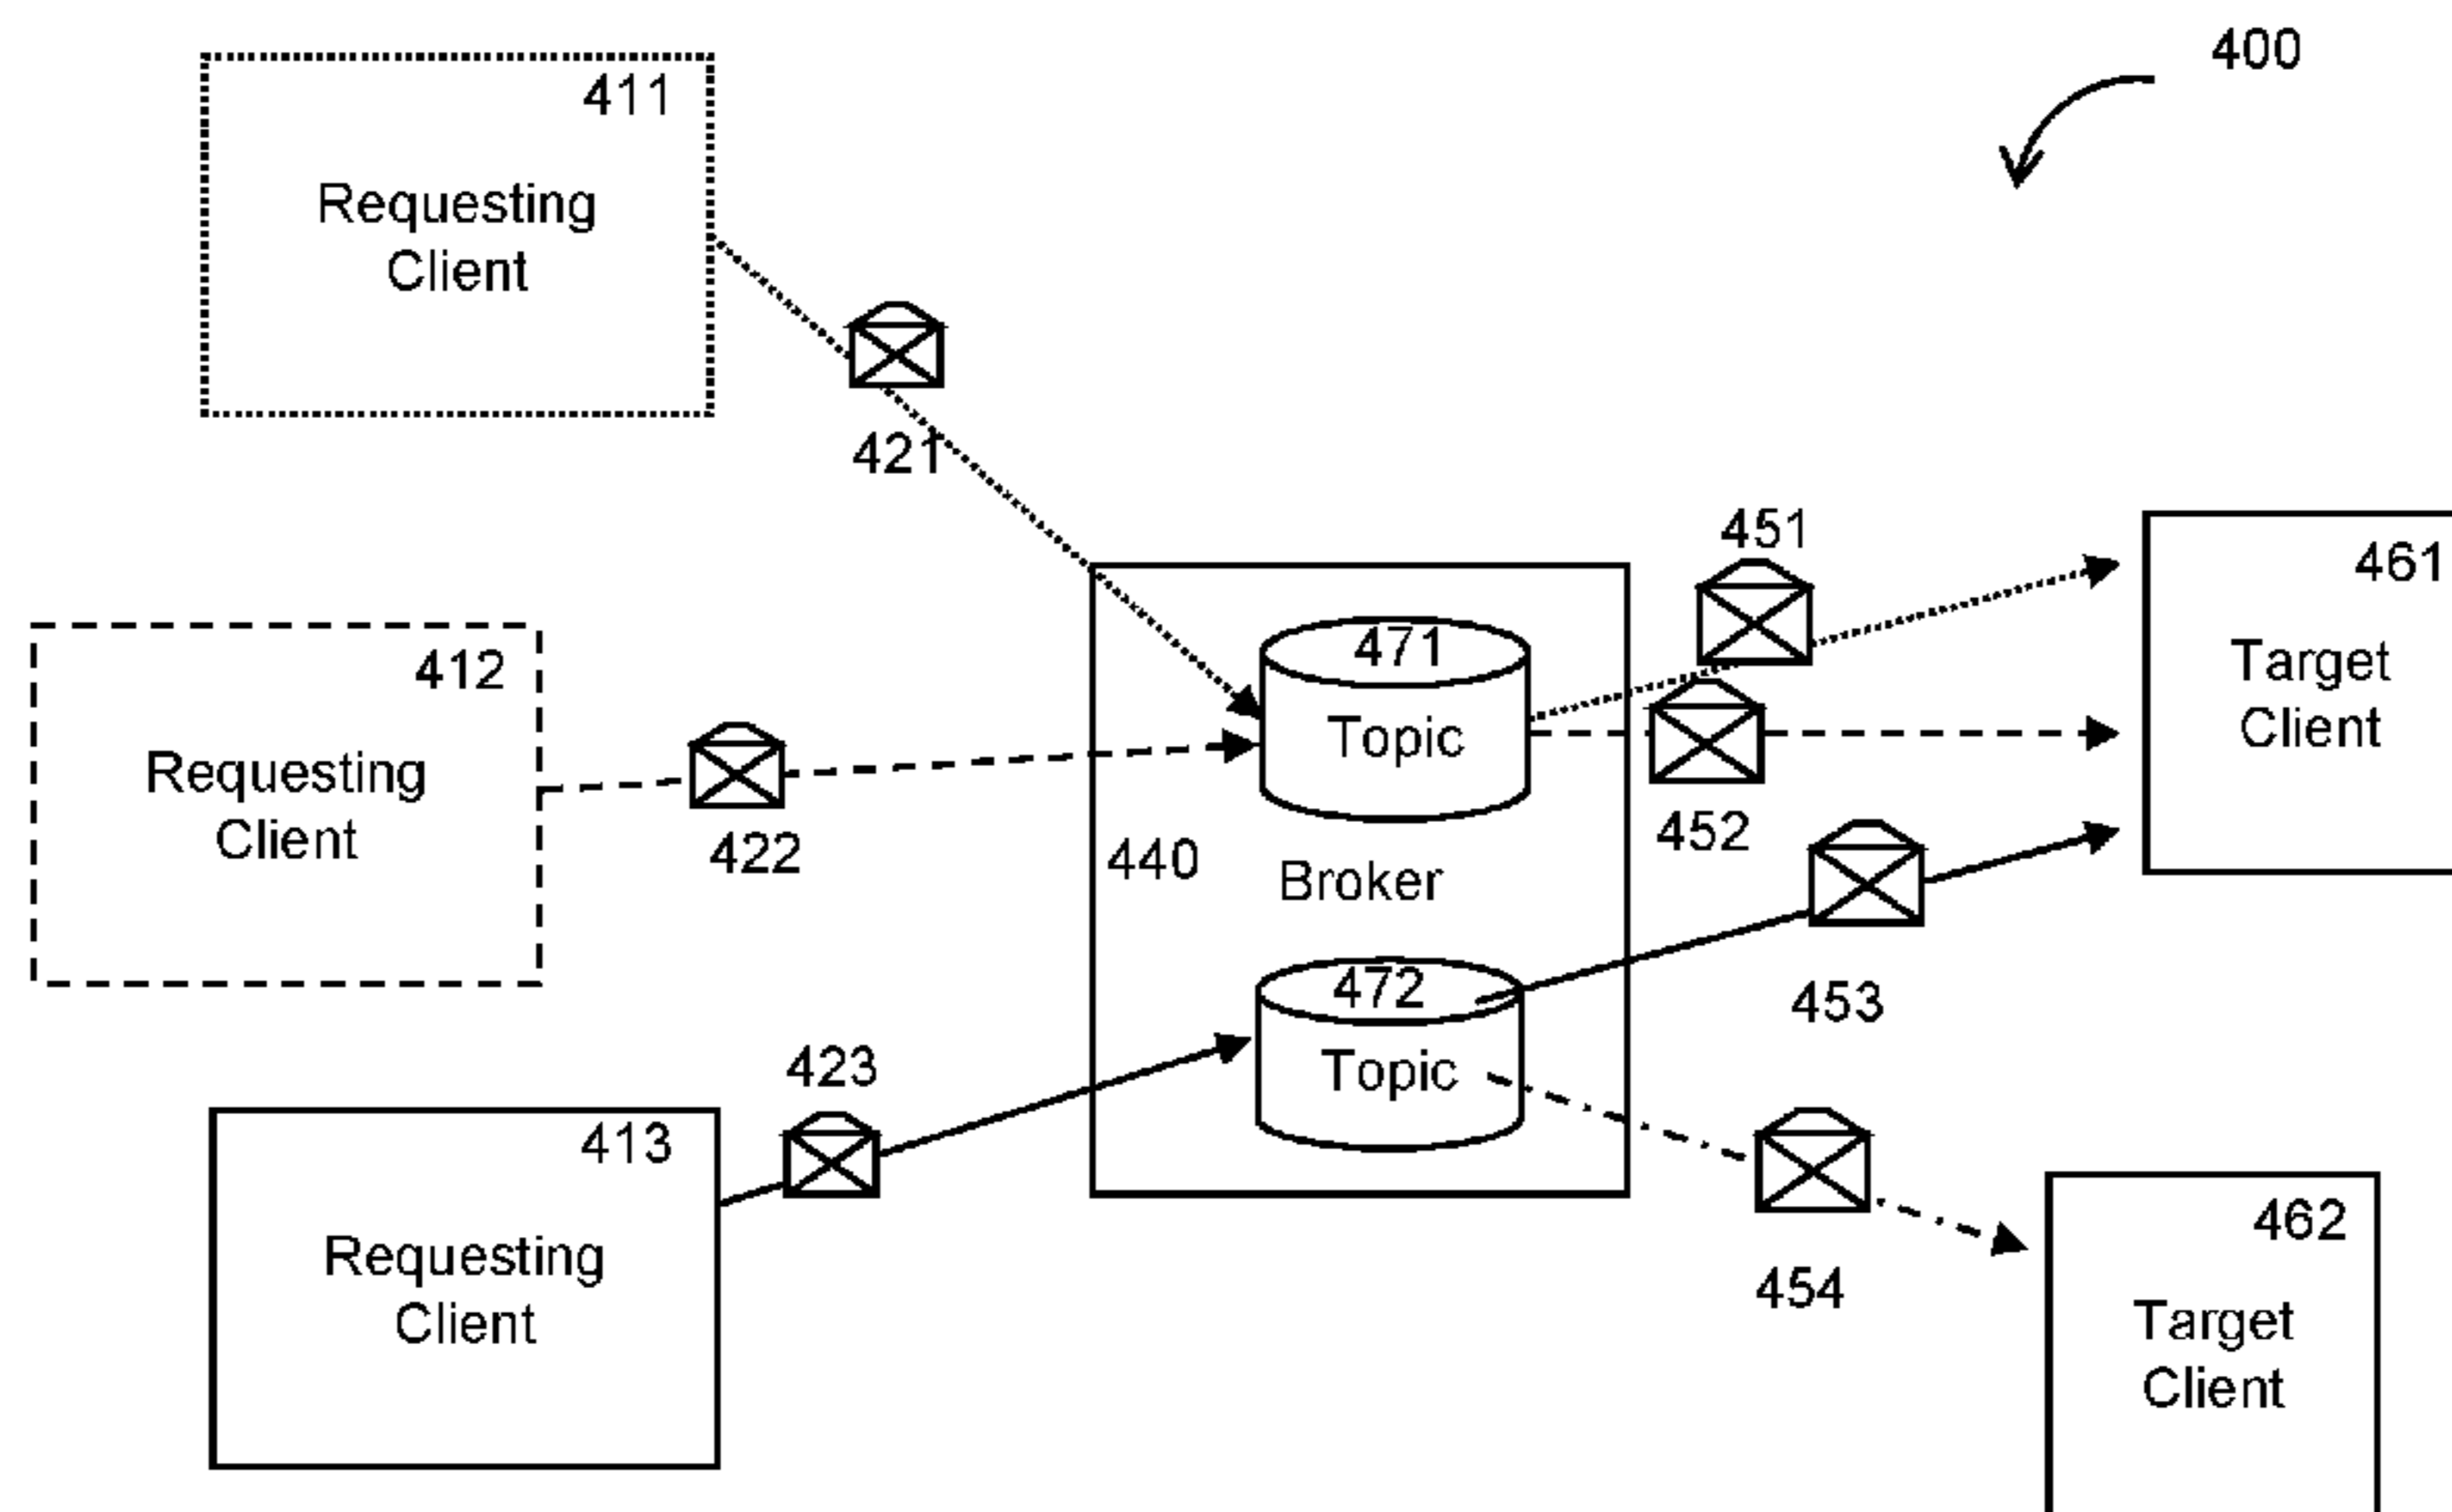 400
411
Requesting
Client
421
451
461
Target
Client
471
Topic
412
Requesting
Client
422
452
440
Broker
453
472
Topic
423
413
Requesting
Client
454
462
Target
Client